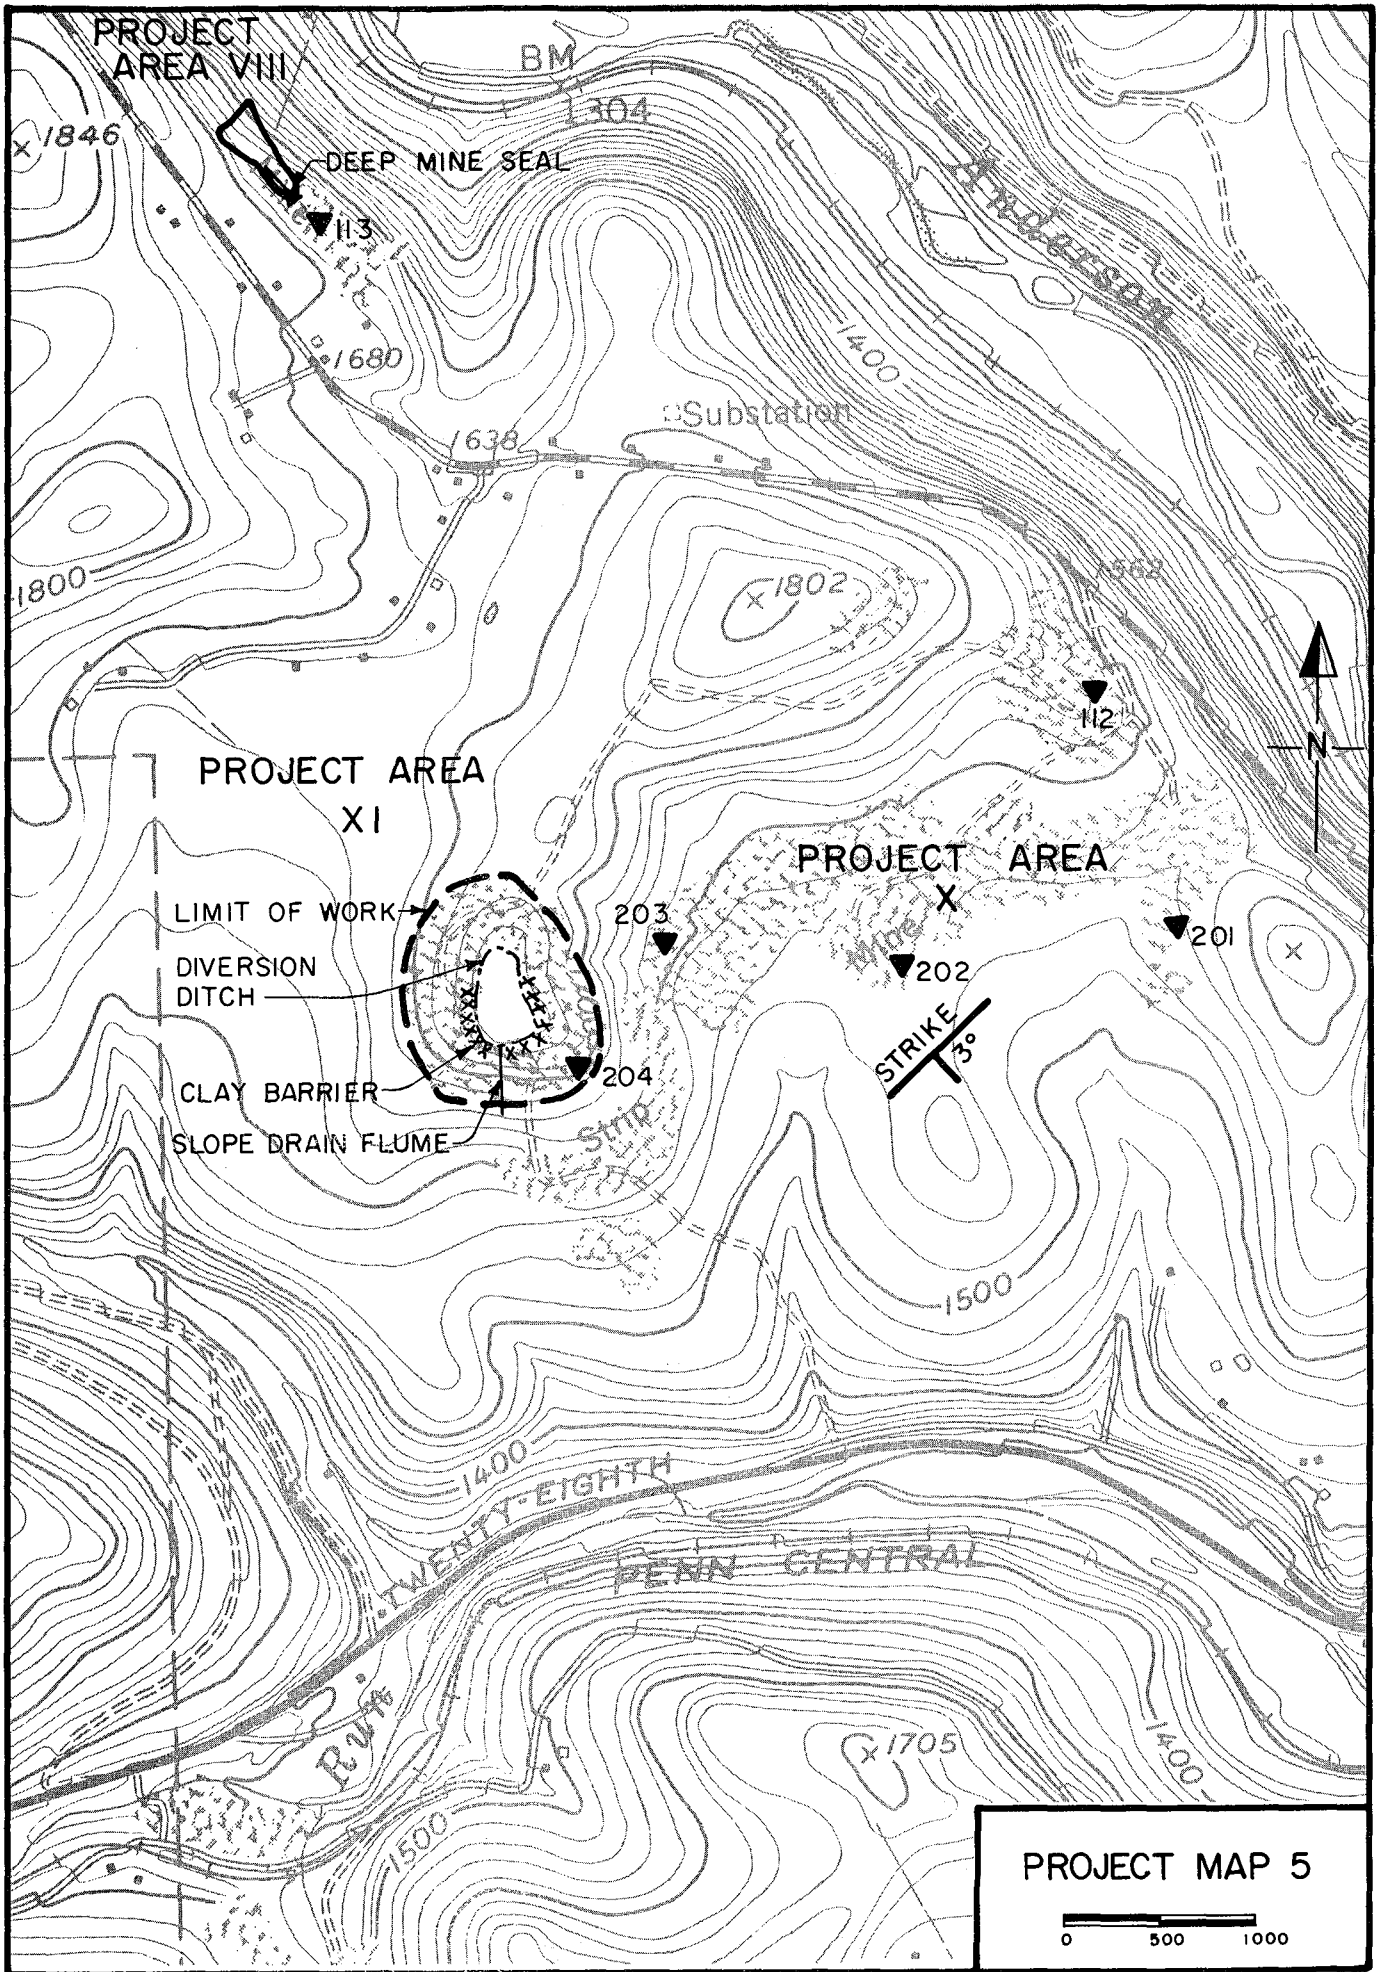 PROJECT
AREA VIII
BM
1304
1846
DEEP MINE SEAL
113
Anderson
1680
1400
Substation
1638
1802
1562
1800
112
N
PROJECT AREA
XI
PROJECT AREA
X
LIMIT OF WORK
203
201
Mine
202
DIVERSION
DITCH
STRIKE
3°
204
CLAY BARRIER
Strip
SLOPE DRAIN FLUME
1500
1400
TWENTY-EIGHTH
PENN CENTRAL
Run
1705
1400
1500
PROJECT MAP 5
0 500 1000